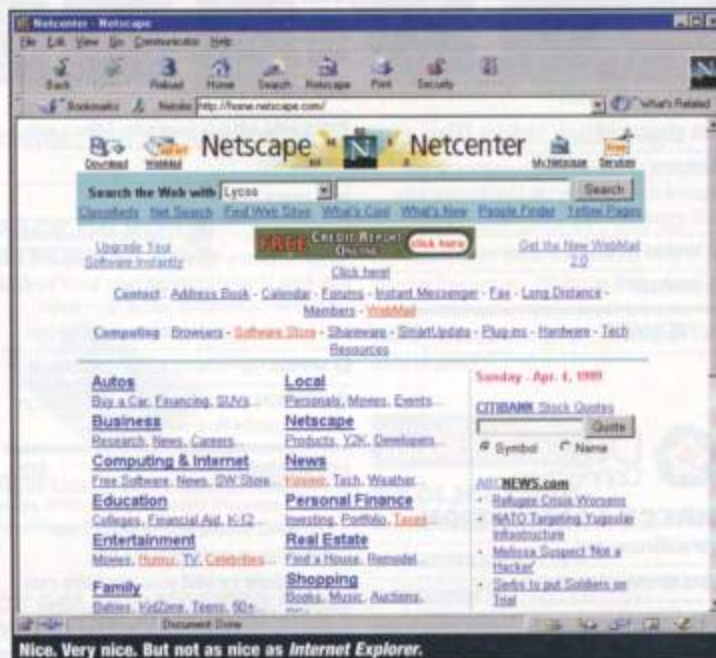 Netcenter - Netscape
File Edit View Go Communicator Help
Back Reload Home Search Netscape Print Security
Bookmarks Netsite: http://home.netscape.com/ What's Related
Download WebMail Netscape Netcenter My Netscape Services
Search the Web with Lycos Search
Classifieds Net Search Find Web Sites What's Cool What's New People Finder Yellow Pages
Upgrade Your
Software Instantly
FREE CREDIT REPORT
ONLINE! click here
Click here!
Get the New WebMail
2.0
Contact: Address Book - Calendar - Forums - Instant Messenger - Fax - Long Distance -
Members - WebMail
Computing: Browsers - Software Store - Shareware - SmartUpdate - Plug-ins - Hardware - Tech
Resources
Autos
Buy a Car, Financing, SUVs...
Business
Research, News, Careers...
Computing & Internet
Free Software, News, SW Store...
Education
Colleges, Financial Aid, K-12...
Entertainment
Movies, Humor, TV, Celebrities...
Family
Babies, KidZone, Teens, 60+...
Local
Personals, Movies, Events...
Netscape
Products, Y2K, Developers...
News
Kosovo, Tech, Weather...
Personal Finance
Investing, Portfolio, Taxes...
Real Estate
Find a House, Remodel...
Shopping
Books, Music, Auctions,
Sunday - Apr. 4, 1999
CITIBANK Stock Quotes
Quote
Symbol Name
ABCNEWS.com
Refugee Crisis Worsens
NATO Targeting Yugoslav
Infrastructure
Melissa Suspect 'Not a
Hacker'
Serbs to put Soldiers on
Trial
Document: Done
Nice. Very nice. But not as nice as Internet Explorer.